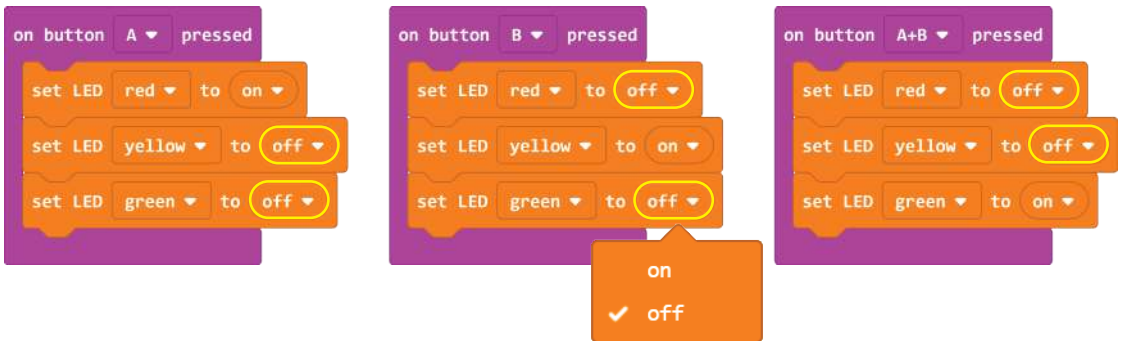 on button A pressed
set LED red to on
set LED yellow to off
set LED green to off
on button B pressed
set LED red to off
set LED yellow to on
set LED green to off
on
off
on button A+B pressed
set LED red to off
set LED yellow to off
set LED green to on